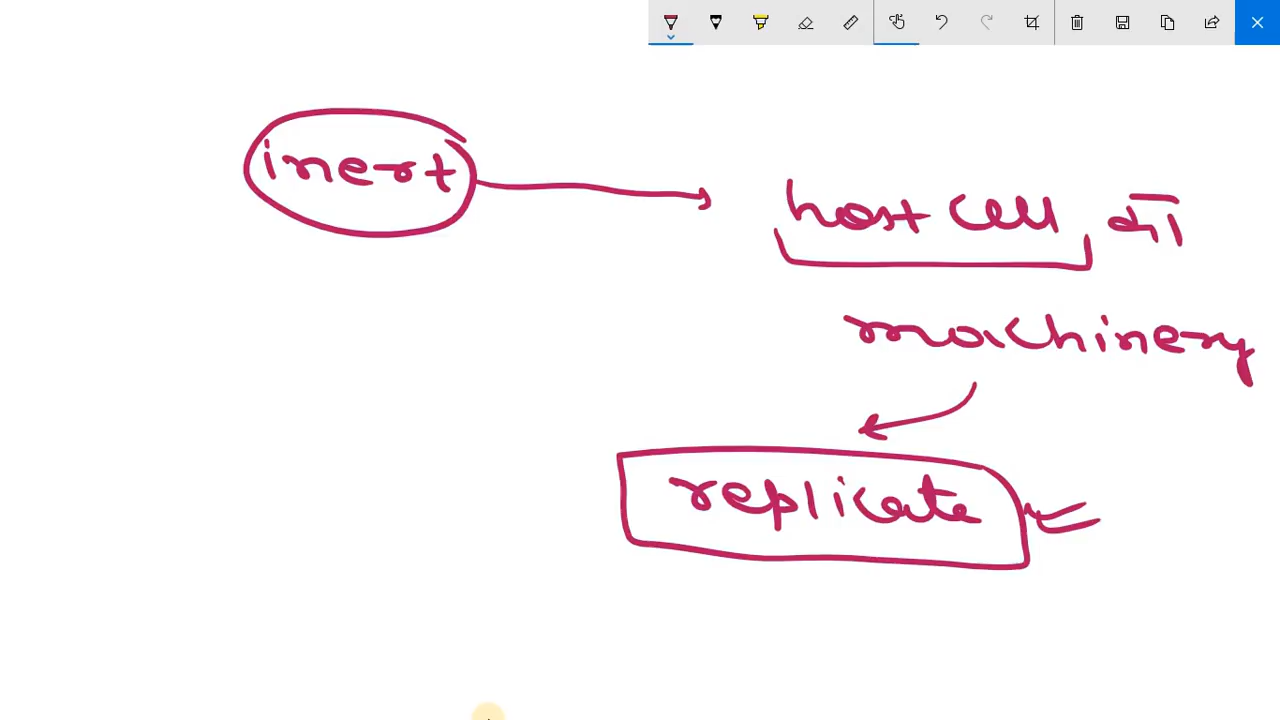 inert
host cell की
machinery
replicate